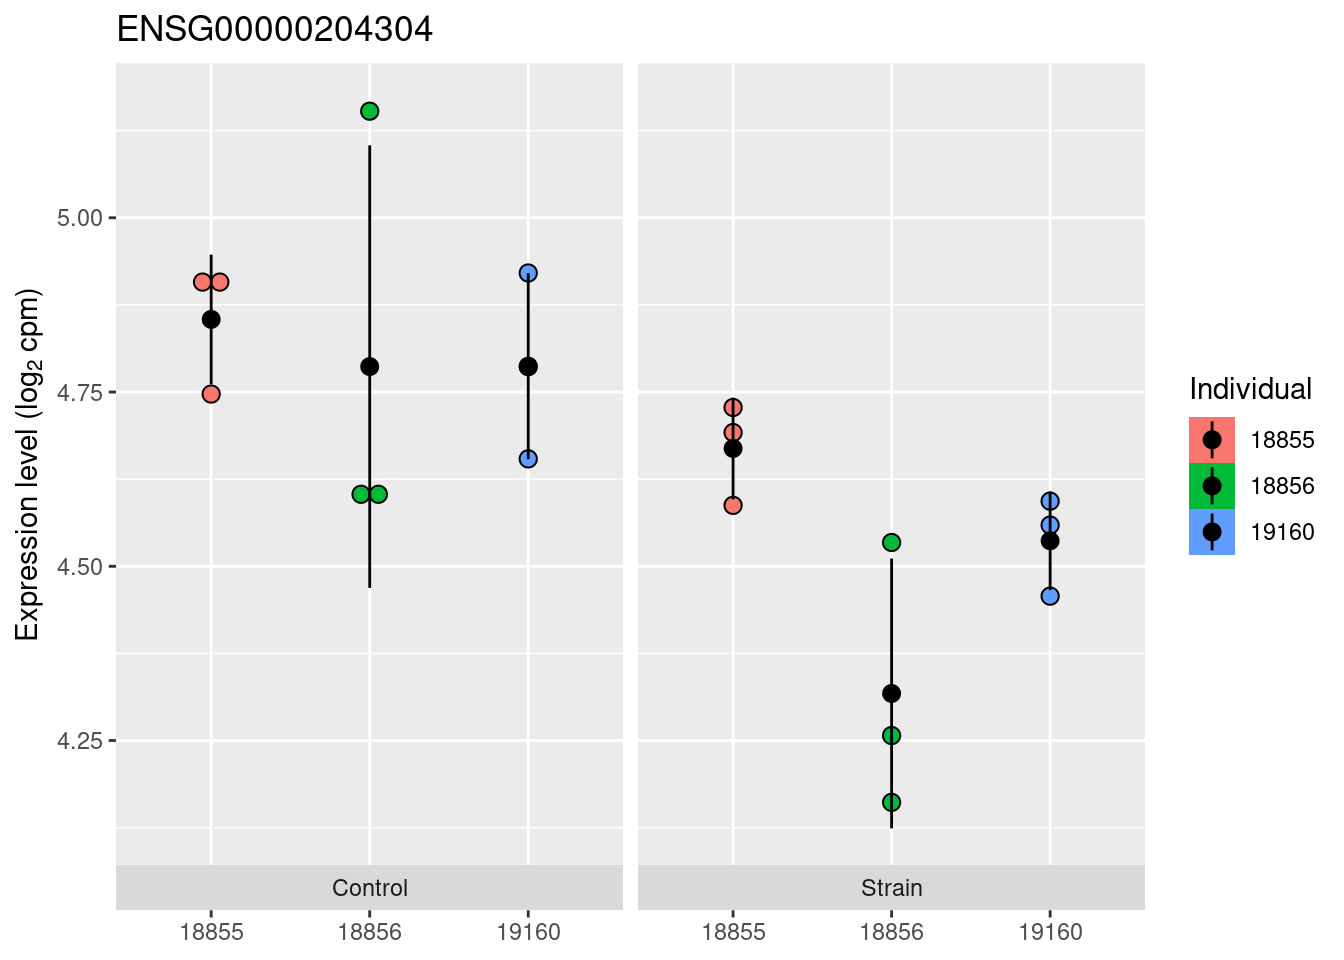 ENSG00000204304
Expression level (log2 cpm)
5.00
4.75
4.50
4.25
Control
Strain
18855
18856
19160
18855
18856
19160
Individual
18855
18856
19160